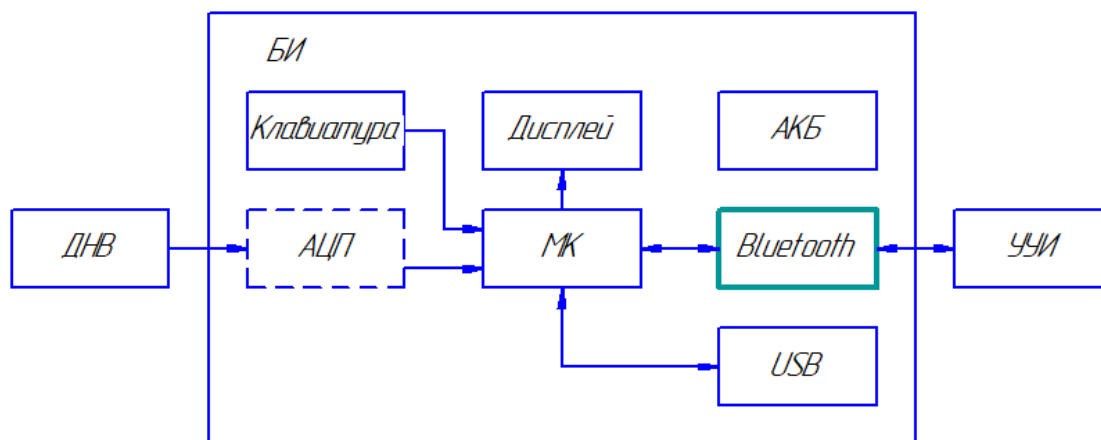 БИ
Клавиатура
Дисплей
АКБ
ДНВ
АЦП
МК
Bluetooth
УУИ
USB